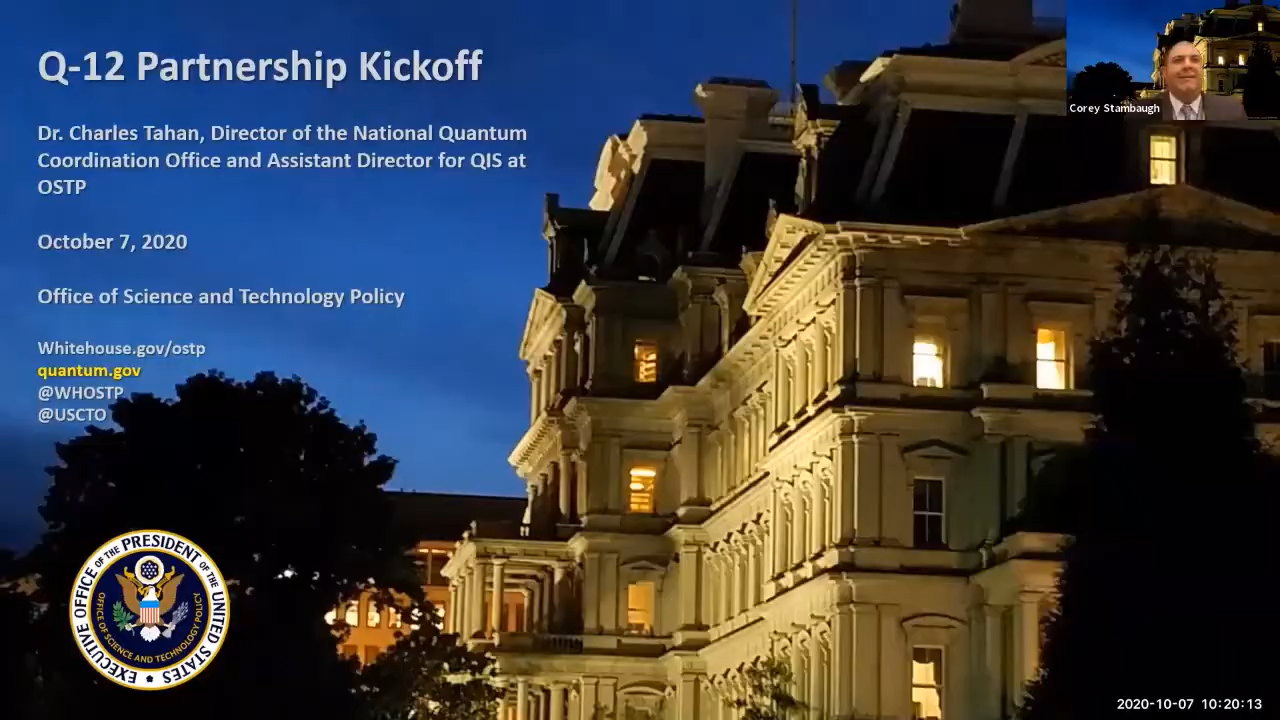 Q-12 Partnership Kickoff
Dr. Charles Tahan, Director of the National Quantum
Coordination Office and Assistant Director for QIS at
OSTP
October 7, 2020
Office of Science and Technology Policy
Whitehouse.gov/ostp
quantum.gov
@WHOSTP
@USCTO
Corey Stambaugh
EXECUTIVE OFFICE OF THE PRESIDENT OF THE UNITED STATES
OFFICE OF SCIENCE AND TECHNOLOGY POLICY
2020-10-07 10:20:13